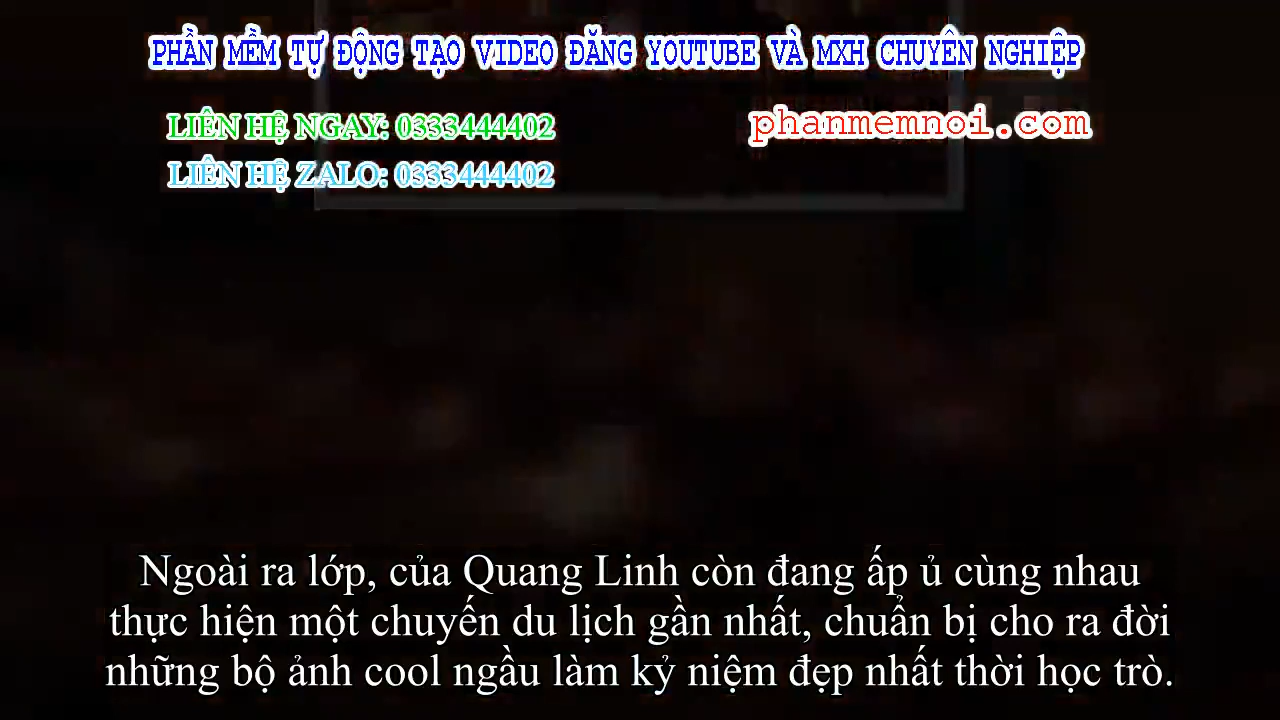 PHẦN MỀM TỰ ĐỘNG TẠO VIDEO ĐĂNG YOUTUBE VÀ MXH CHUYÊN NGHIỆP
LIÊN HỆ NGAY: 0333444402
phanmemnoi.com
LIÊN HỆ ZALO: 0333444402
Ngoài ra lớp, của Quang Linh còn đang ấp ủ cùng nhau
thực hiện một chuyến du lịch gần nhất, chuẩn bị cho ra đời
những bộ ảnh cool ngầu làm kỷ niệm đẹp nhất thời học trò.